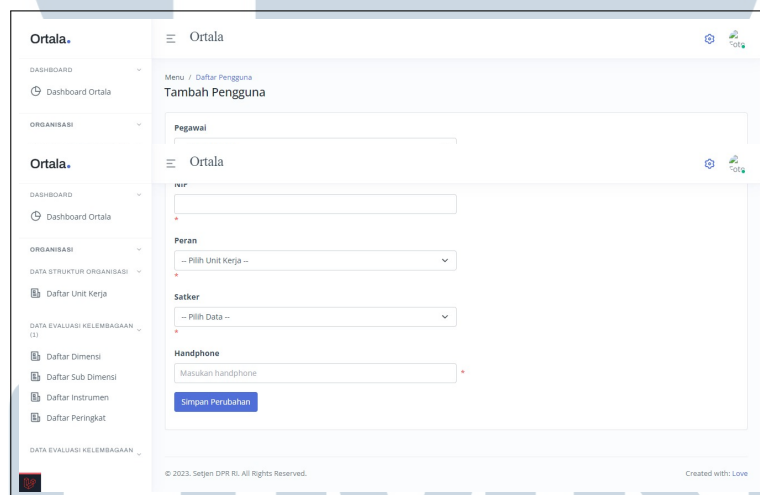 Ortala.
Ortala
Foto
DASHBOARD
Dashboard Ortala
ORGANISASI
Menu / Daftar Pengguna
Tambah Pengguna
Pegawai
Ortala.
Ortala
Foto
DASHBOARD
Dashboard Ortala
ORGANISASI
DATA STRUKTUR ORGANISASI
Daftar Unit Kerja
DATA EVALUASI KELEMBAGAAN
(1)
Daftar Dimensi
Daftar Sub Dimensi
Daftar Instrumen
Daftar Peringkat
DATA EVALUASI KELEMBAGAAN
NIP
*
Peran
-- Pilih Unit Kerja --
*
Satker
-- Pilih Data --
*
Handphone
Masukan handphone *
Simpan Perubahan
© 2023. Setjen DPR RI. All Rights Reserved.
Created with: Love